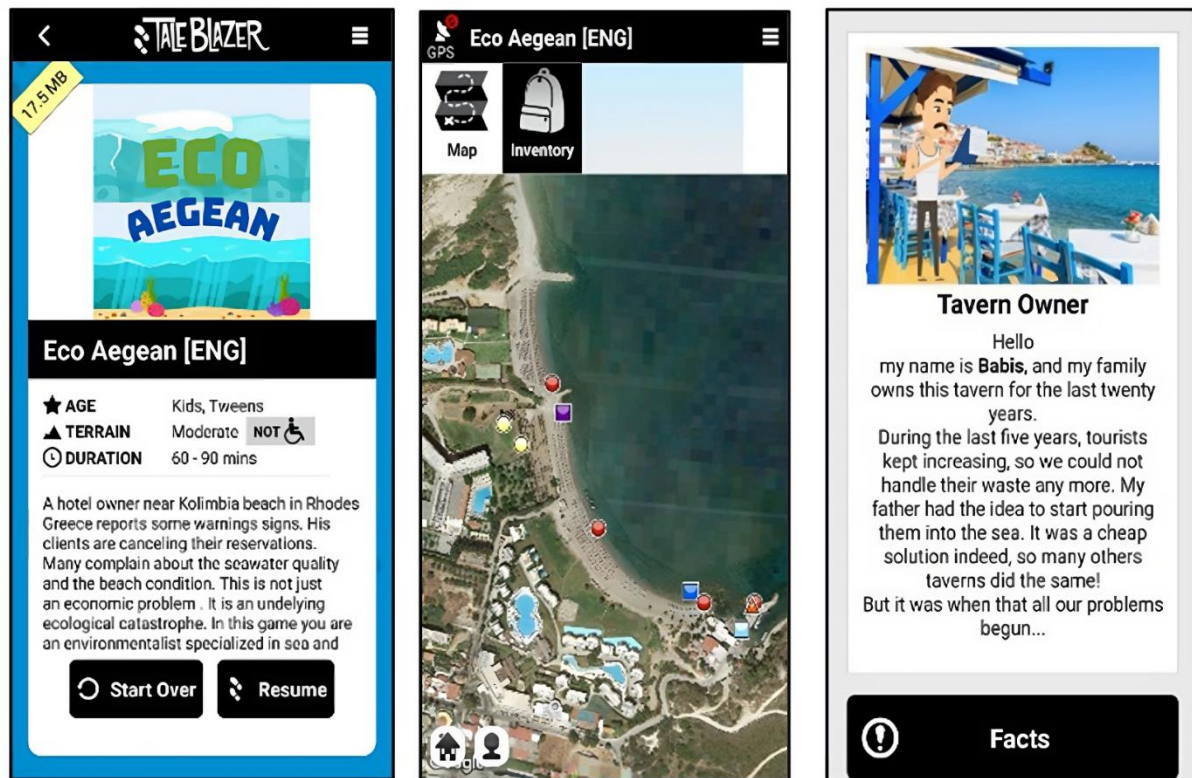 TALEBLAZER
17.5 MB
ECO
AEGEAN
Eco Aegean [ENG]
AGE Kids, Tweens
TERRAIN Moderate NOT
DURATION 60 - 90 mins
A hotel owner near Kolimbia beach in Rhodes
Greece reports some warnings signs. His
clients are canceling their reservations.
Many complain about the seawater quality
and the beach condition. This is not just
an economic problem . It is an undelying
ecological catastrophe. In this game you are
an environmentalist specialized in sea and
Start Over Resume
GPS Eco Aegean [ENG]
Map Inventory
Google
Tavern Owner
Hello
my name is Babis, and my family
owns this tavern for the last twenty
years.
During the last five years, tourists
kept increasing, so we could not
handle their waste any more. My
father had the idea to start pouring
them into the sea. It was a cheap
solution indeed, so many others
taverns did the same!
But it was when that all our problems
begun...
Facts